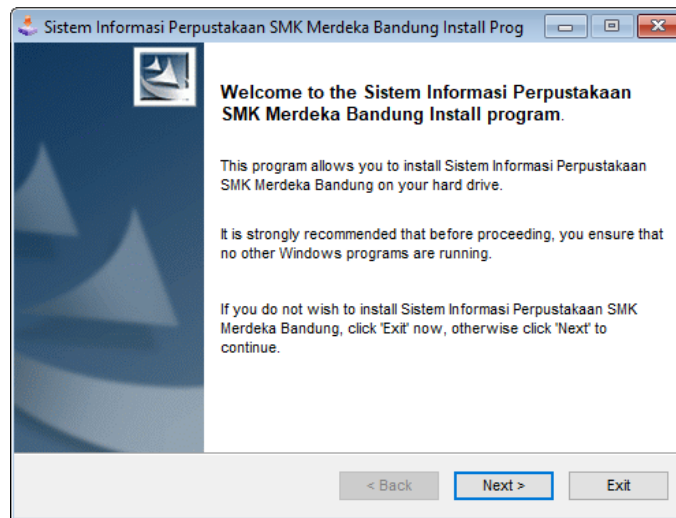 Sistem Informasi Perpustakaan SMK Merdeka Bandung Install Prog
Welcome to the Sistem Informasi Perpustakaan
SMK Merdeka Bandung Install program.
This program allows you to install Sistem Informasi Perpustakaan
SMK Merdeka Bandung on your hard drive.
It is strongly recommended that before proceeding, you ensure that
no other Windows programs are running.
If you do not wish to install Sistem Informasi Perpustakaan SMK
Merdeka Bandung, click 'Exit' now, otherwise click 'Next' to
continue.
< Back Next > Exit